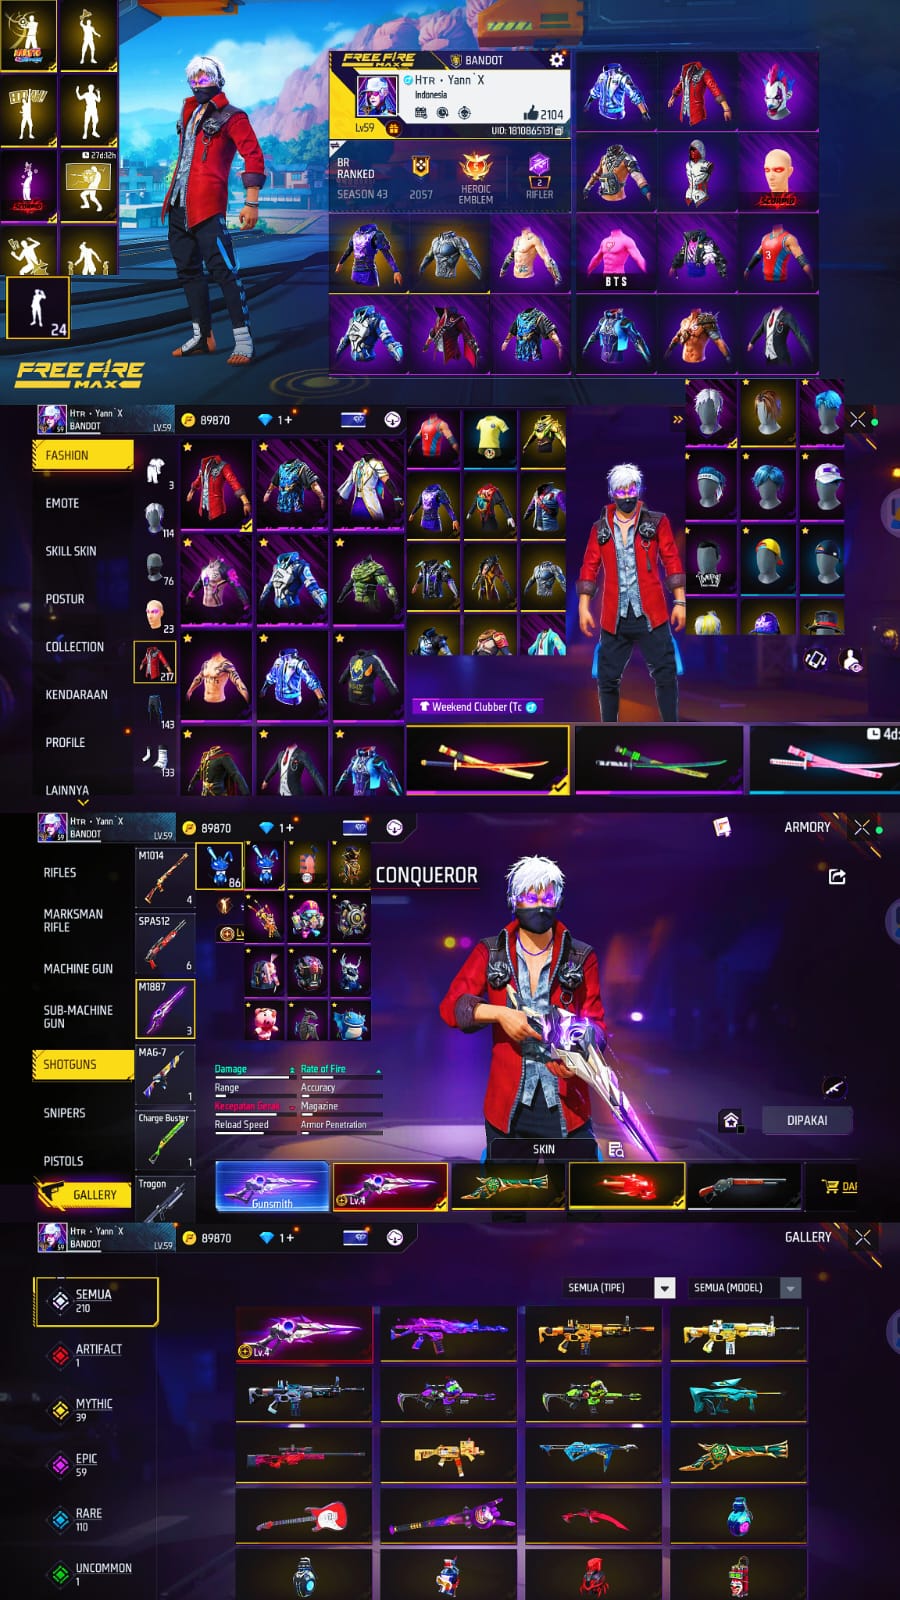 NARUTO
27d:12h
SCORPIO
24
FREE FIRE
MAX
FREE FIRE
MAX
BANDOT
HTR • Yann`X
Indonesia
2104
Lv59
UID: 1810865131
BR
RANKED
SEASON 43
2057
HEROIC
EMBLEM
2
RIFLER
SCORPIO
BTS
3
HTR • Yann`X
BANDOT
LV.59
89870
1+
FASHION
EMOTE
SKILL SKIN
POSTUR
COLLECTION
KENDARAAN
PROFILE
LAINNYA
3
114
76
23
217
143
133
3
Weekend Clubber (Tc
4d:
HTR • Yann`X
BANDOT
LV.59
89870
1+
ARMORY
RIFLES
MARKSMAN
RIFLE
MACHINE GUN
SUB-MACHINE
GUN
SHOTGUNS
SNIPERS
PISTOLS
GALLERY
M1014
4
SPAS12
6
M1887
3
MAG-7
1
Charge Buster
1
Trogon
86
CONQUEROR
Damage
Rate of Fire
Range
Accuracy
Kecepatan Gerak
Magazine
Reload Speed
Armor Penetration
DIPAKAI
SKIN
Gunsmith
Lv.4
DAF
HTR • Yann`X
BANDOT
LV.59
89870
1+
GALLERY
SEMUA
210
ARTIFACT
1
MYTHIC
39
EPIC
59
RARE
110
UNCOMMON
1
SEMUA (TIPE)
SEMUA (MODEL)
Lv.4